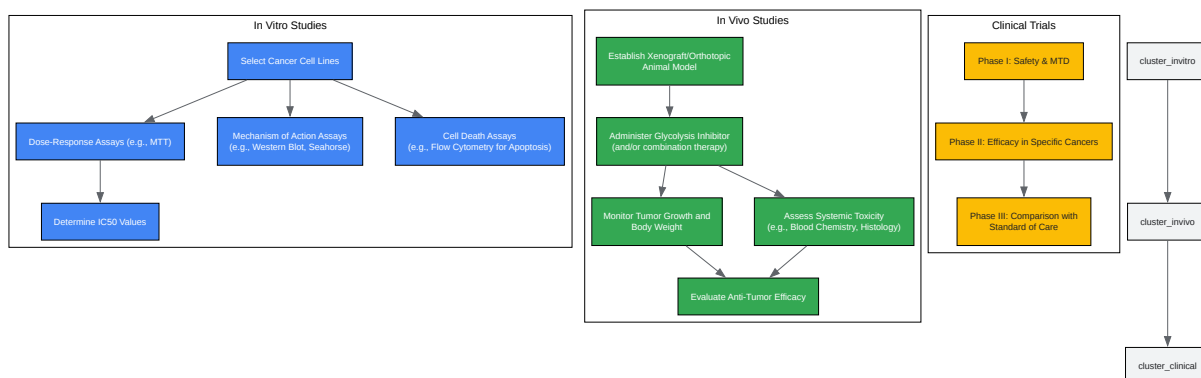 In Vitro Studies
Select Cancer Cell Lines
Dose-Response Assays (e.g., MTT)
Mechanism of Action Assays
(e.g., Western Blot, Seahorse)
Cell Death Assays
(e.g., Flow Cytometry for Apoptosis)
Determine IC50 Values
In Vivo Studies
Establish Xenograft/Orthotopic
Animal Model
Administer Glycolysis Inhibitor
(and/or combination therapy)
Monitor Tumor Growth and
Body Weight
Assess Systemic Toxicity
(e.g., Blood Chemistry, Histology)
Evaluate Anti-Tumor Efficacy
Clinical Trials
Phase I: Safety & MTD
Phase II: Efficacy in Specific Cancers
Phase III: Comparison with
Standard of Care
cluster_invitro
cluster_invivo
cluster_clinical